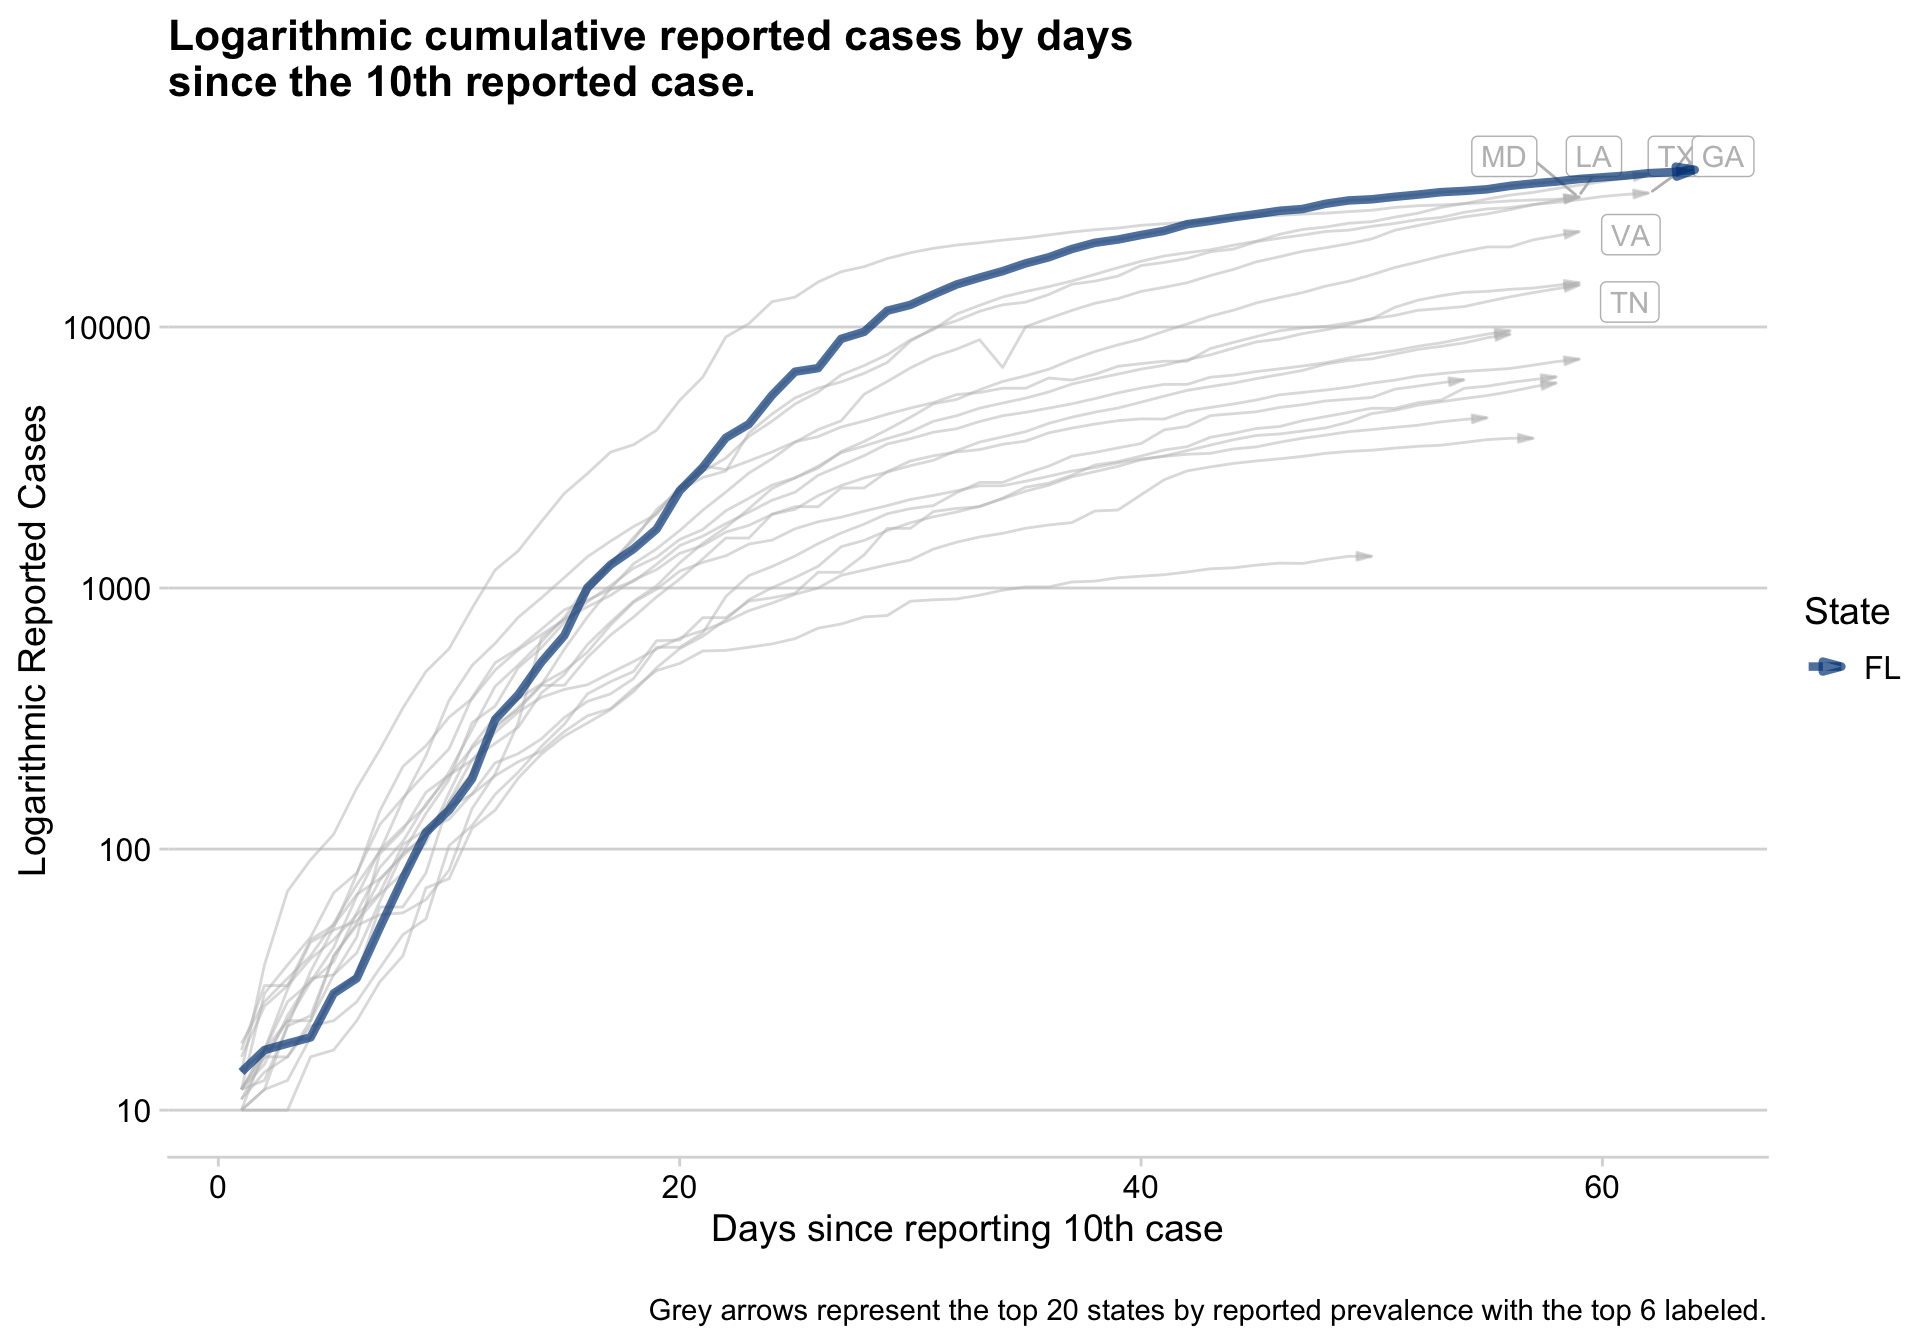 Logarithmic cumulative reported cases by days
since the 10th reported case.
MD
LA
TX
GA
VA
TN
10000
1000
100
10
Logarithmic Reported Cases
State
FL
0
20
40
60
Days since reporting 10th case
Grey arrows represent the top 20 states by reported prevalence with the top 6 labeled.